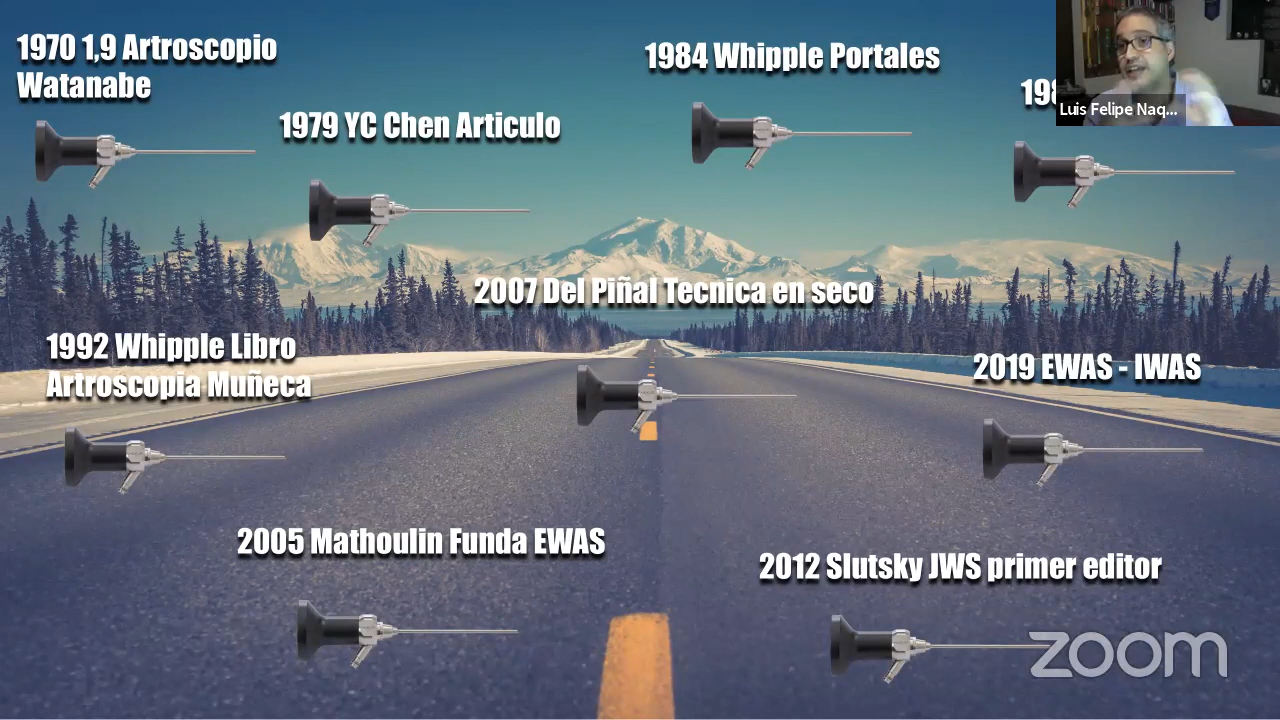 1970 1,9 Artroscopio
Watanabe
1979 YC Chen Articulo
1984 Whipple Portales
Luis Felipe Naq...
2007 Del Piñal Tecnica en seco
1992 Whipple Libro
Artroscopia Muñeca
2019 EWAS - IWAS
2005 Mathoulin Funda EWAS
2012 Slutsky JWS primer editor
zoom